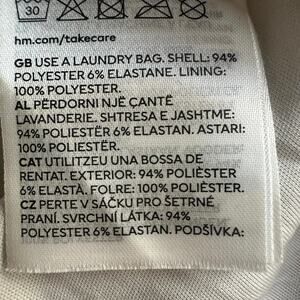 30
hm.com/takecare
GB USE A LAUNDRY BAG. SHELL: 94%
POLYESTER 6% ELASTANE. LINING:
100% POLYESTER.
AL PËRDORNI NJË ÇANTË
LAVANDERIE. SHTRESA E JASHTME:
94% POLIESTËR 6% ELASTAN. ASTARI:
100% POLIESTËR.
CAT UTILITZEU UNA BOSSA DE
RENTAT. EXTERIOR: 94% POLIÈSTER
6% ELASTÀ. FOLRE: 100% POLIÈSTER.
CZ PERTE V SÁČKU PRO ŠETRNÉ
PRANÍ. SVRCHNÍ LÁTKA: 94%
POLYESTER 6% ELASTAN. PODŠÍVKA: